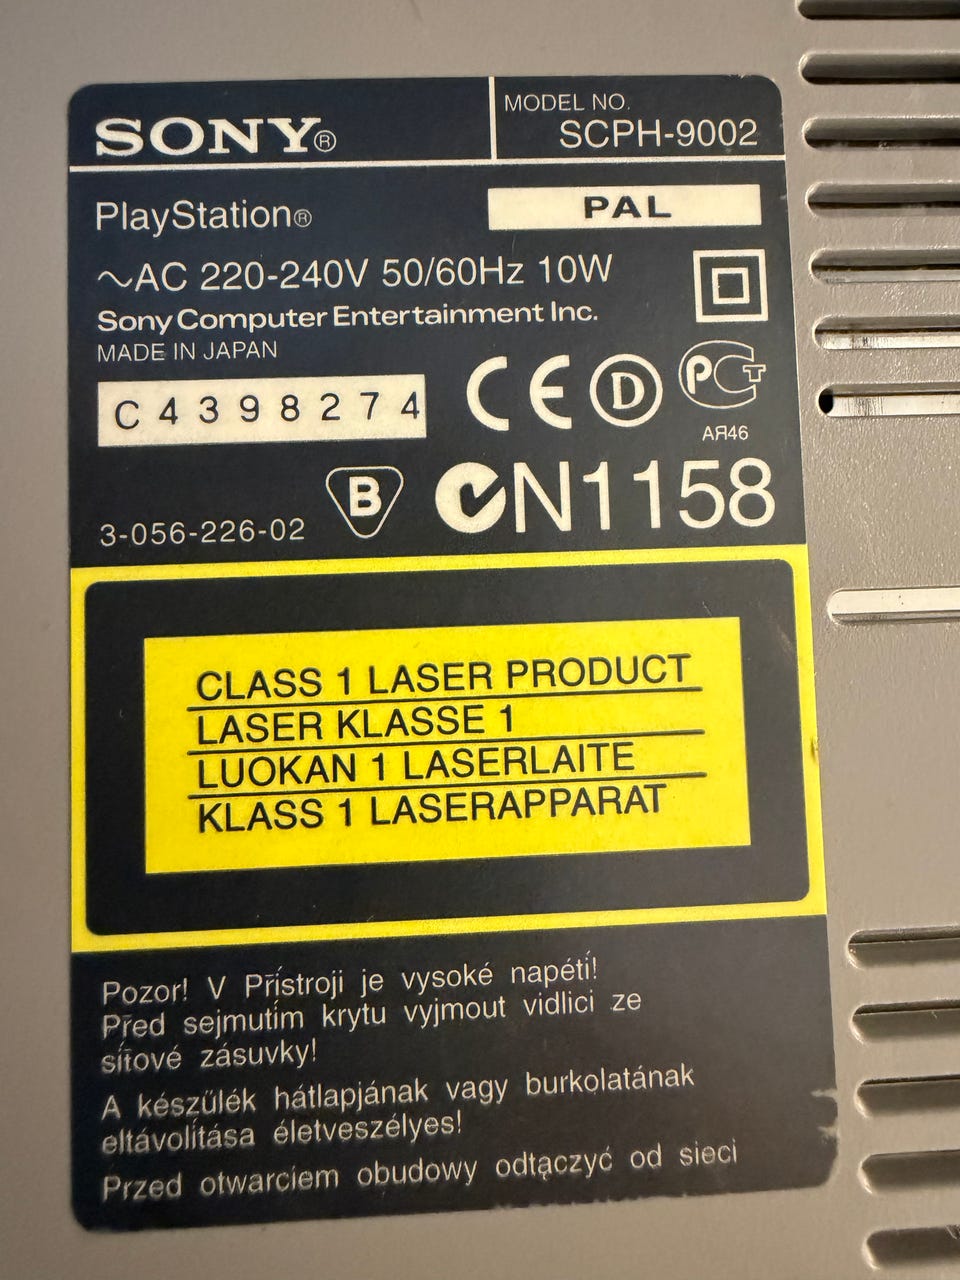 SONY®
MODEL NO.
SCPH-9002
PlayStation®
PAL
~AC 220-240V 50/60Hz 10W
Sony Computer Entertainment Inc.
MADE IN JAPAN
C4398274
CE D PCT
АЯ46
B
N1158
3-056-226-02
CLASS 1 LASER PRODUCT
LASER KLASSE 1
LUOKAN 1 LASERLAITE
KLASS 1 LASERAPPARAT
Pozor! V Přístroji je vysoké napétí!
Před sejmutím krytu vyjmout vidlici ze
síťové zásuvky!
A készülék hátlapjának vagy burkolatának
eltávolítása életveszélyes!
Przed otwarciem obudowy odtączyć od sieci